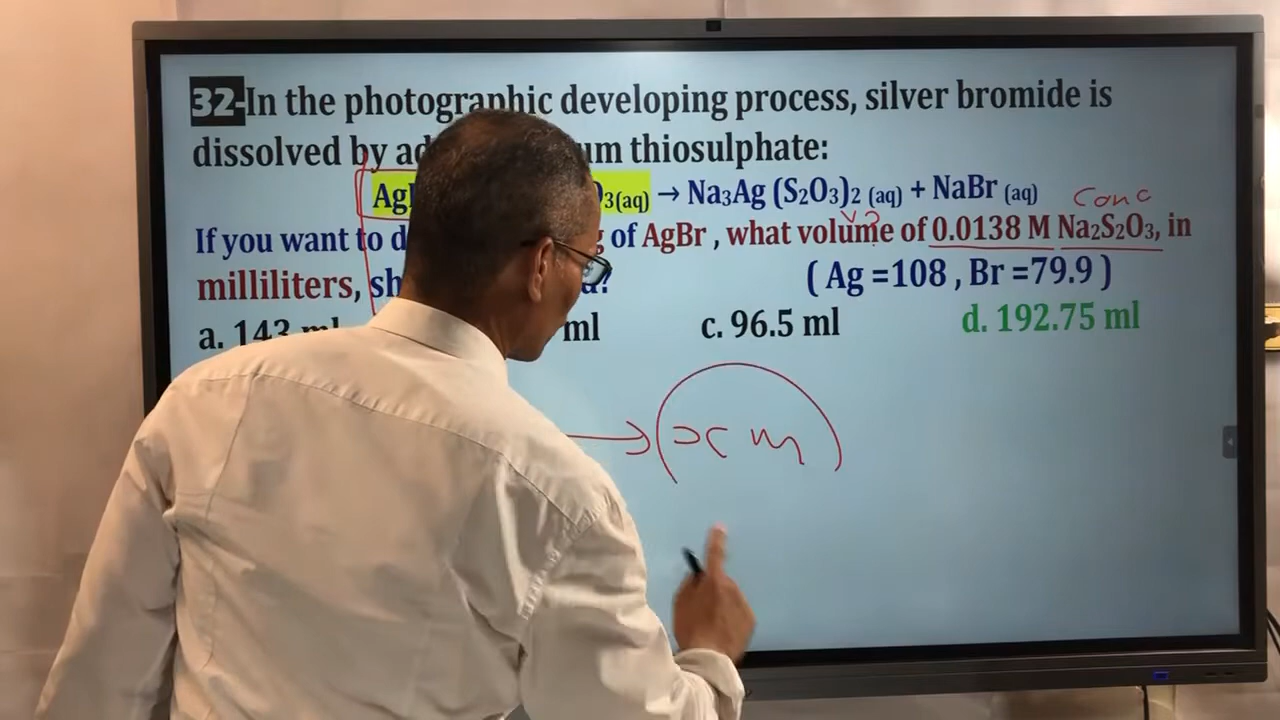 32-In the photographic developing process, silver bromide is
dissolved by ad um thiosulphate:
Ag 3(aq) → Na₃Ag (S₂O₃)₂ (aq) + NaBr (aq)
Conc
V?
If you want to d g of AgBr , what volume of 0.0138 M Na₂S₂O₃, in
milliliters, sh ( Ag =108 , Br =79.9 )
a. 143 ml ml c. 96.5 ml d. 192.75 ml
x m